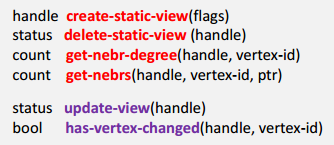 handle create-static-view(flags)
status delete-static-view (handle)
count get-nebr-degree(handle, vertex-id)
count get-nebrs(handle, vertex-id, ptr)
status update-view(handle)
bool has-vertex-changed(handle, vertex-id)